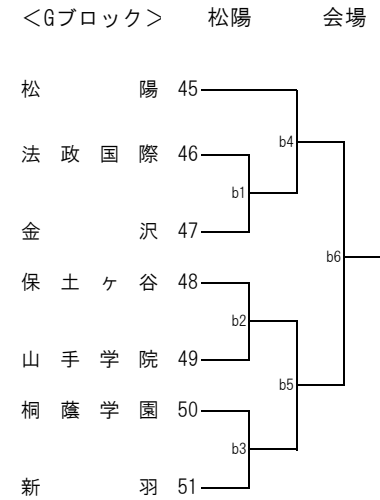 ＜Gブロック＞ 松陽 会場
松陽 45
b4
法政国際 46
b1
金沢 47
b6
保土ヶ谷 48
b2
山手学院 49
b5
桐蔭学園 50
b3
新羽 51